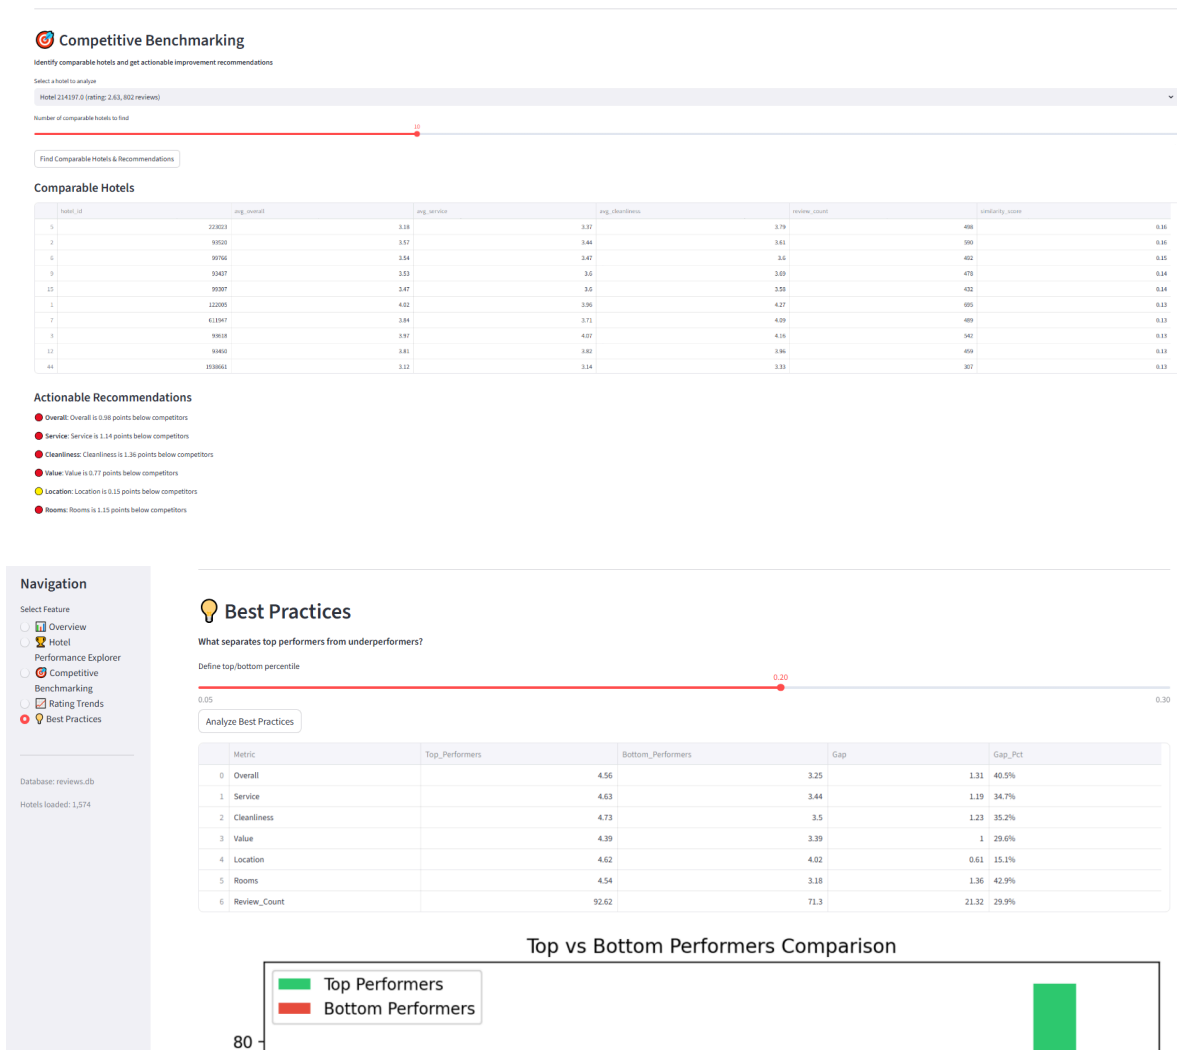 🎯 Competitive Benchmarking
Identify comparable hotels and get actionable improvement recommendations
Select a hotel to analyze
Hotel 214197.0 (rating: 2.63, 802 reviews)
Number of comparable hotels to find
10
Find Comparable Hotels & Recommendations
Comparable Hotels
hotel_id avg_overall avg_service avg_cleanliness review_count similarity_score
5 223023 3.18 3.37 3.79 498 0.16
2 93520 3.57 3.44 3.61 590 0.16
6 99766 3.54 3.47 3.6 492 0.15
93437 3.53 3.6 3.69 478 0.14
15 99307 3.47 3.6 3.58 432 0.14
1 122005 4.02 3.96 4.27 695 0.13
7 611947 3.84 3.71 4.09 489 0.13
93618 3.97 4.07 4.16 542 0.13
12 93450 3.81 3.82 3.96 459 0.13
44 1938661 3.12 3.14 3.33 307 0.13
Actionable Recommendations
Overall: Overall is 0.98 points below competitors
Service: Service is 1.14 points below competitors
Cleanliness: Cleanliness is 1.36 points below competitors
Value: Value is 0.77 points below competitors
Location: Location is 0.15 points below competitors
Rooms: Rooms is 1.15 points below competitors
Navigation
Select Feature
📊 Overview
🏆 Hotel
Performance Explorer
🎯 Competitive
Benchmarking
📈 Rating Trends
💡 Best Practices
Database: reviews.db
Hotels loaded: 1,574
💡 Best Practices
What separates top performers from underperformers?
Define top/bottom percentile
0.20
0.05 0.30
Analyze Best Practices
Metric Top_Performers Bottom_Performers Gap Gap_Pct
0 Overall 4.56 3.25 1.31 40.5%
1 Service 4.63 3.44 1.19 34.7%
2 Cleanliness 4.73 3.5 1.23 35.2%
3 Value 4.39 3.39 1 29.6%
4 Location 4.62 4.02 0.61 15.1%
5 Rooms 4.54 3.18 1.36 42.9%
6 Review_Count 92.62 71.3 21.32 29.9%
Top vs Bottom Performers Comparison
Top Performers
Bottom Performers
80